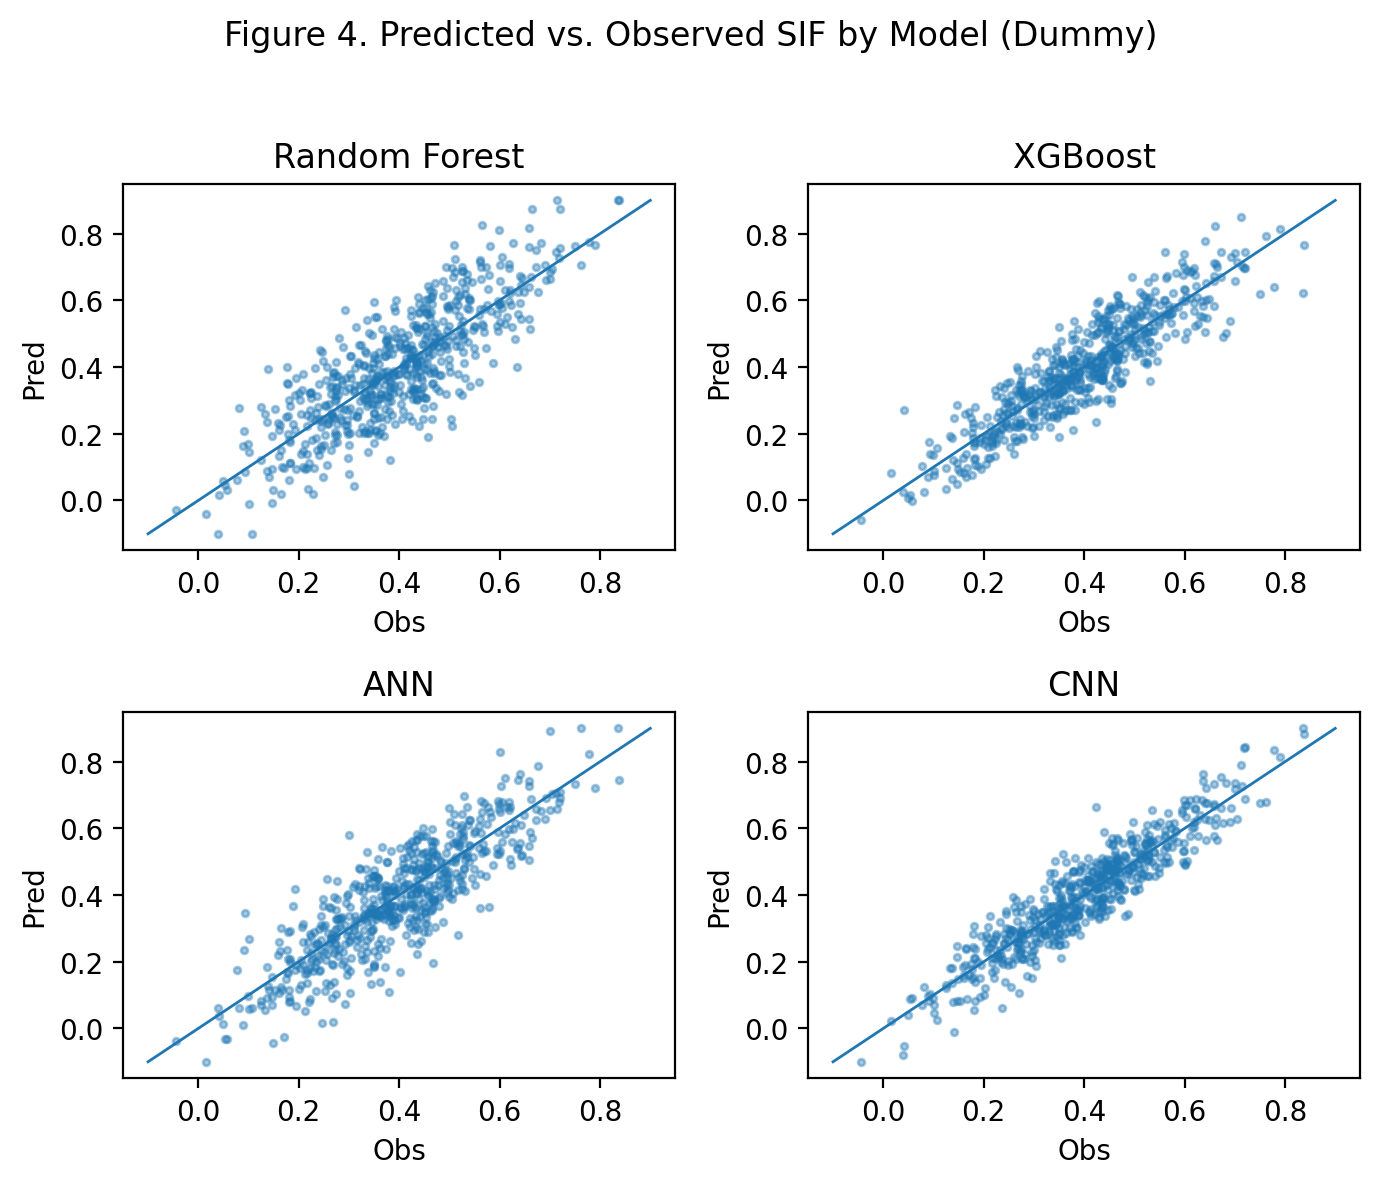 Figure 4. Predicted vs. Observed SIF by Model (Dummy)
Random Forest
0.8
0.6
0.4
0.2
0.0
Pred
0.0 0.2 0.4 0.6 0.8
Obs
XGBoost
0.8
0.6
0.4
0.2
0.0
Pred
0.0 0.2 0.4 0.6 0.8
Obs
ANN
0.8
0.6
0.4
0.2
0.0
Pred
0.0 0.2 0.4 0.6 0.8
Obs
CNN
0.8
0.6
0.4
0.2
0.0
Pred
0.0 0.2 0.4 0.6 0.8
Obs